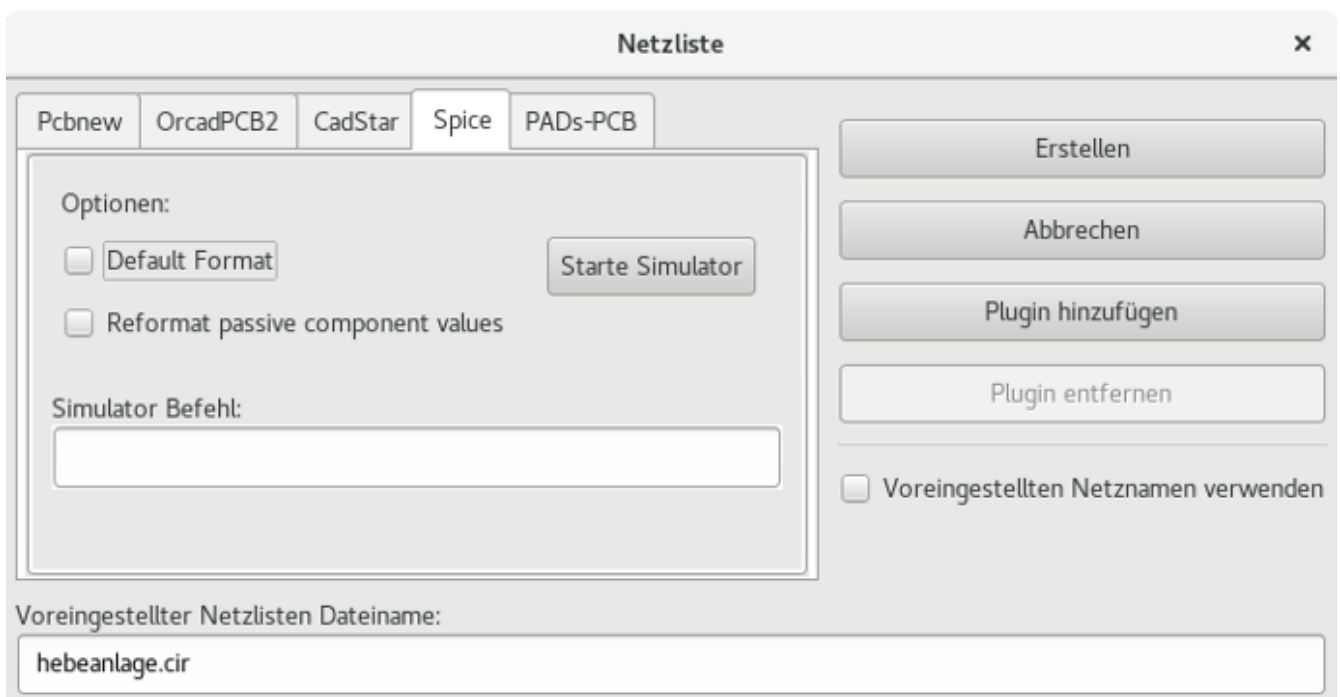 Netzliste
Pcbnew OrcadPCB2 CadStar Spice PADs-PCB
Erstellen
Optionen:
Abbrechen
Default Format
Starte Simulator
Plugin hinzufügen
Reformat passive component values
Plugin entfernen
Simulator Befehl:
Voreingestellten Netznamen verwenden
Voreingestellter Netzlisten Dateiname:
hebeanlage.cir